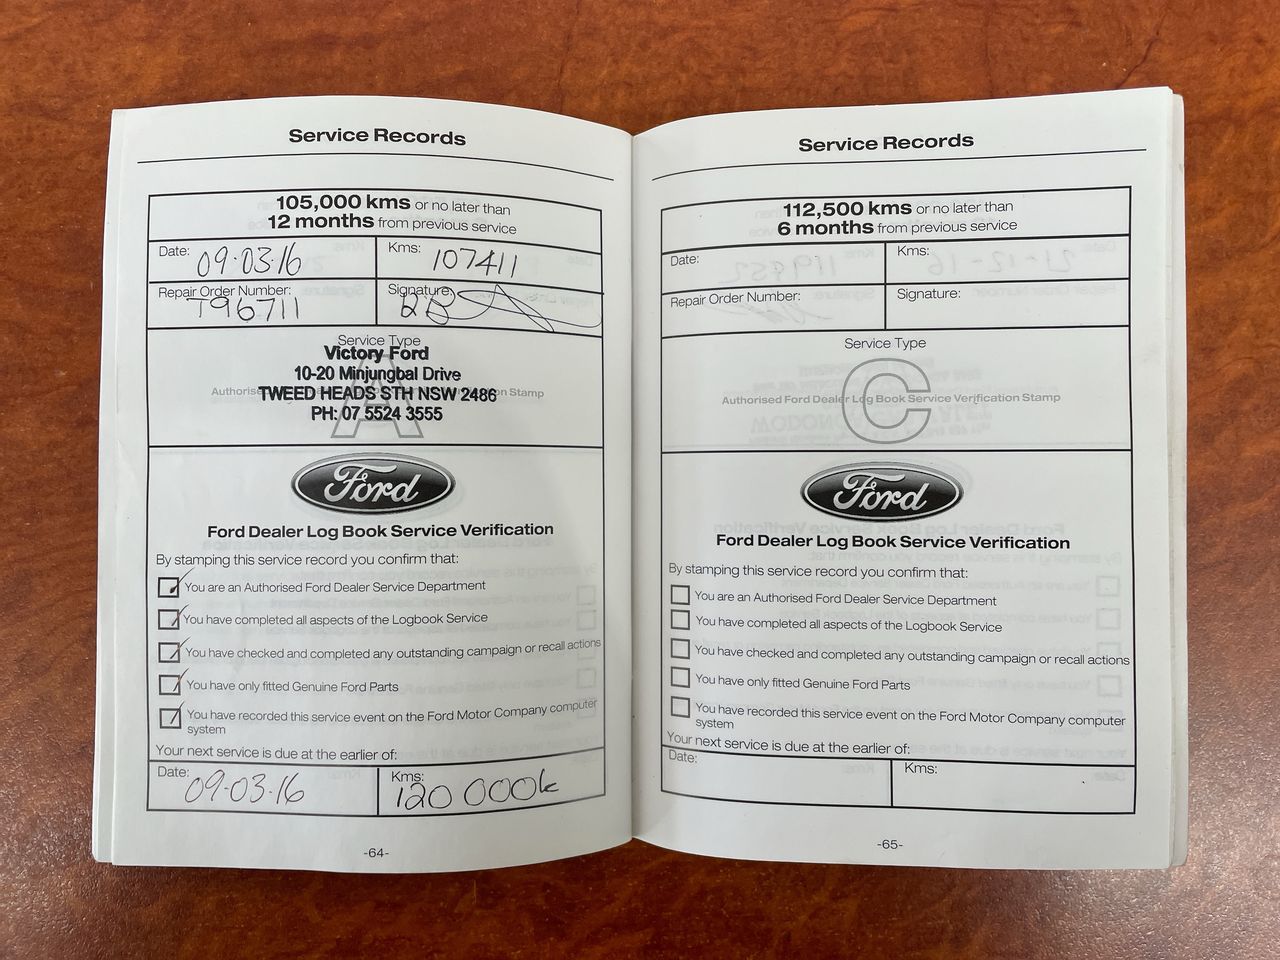 Service Records
105,000 kms or no later than
12 months from previous service
Date: 09·03·16
Kms: 107411
Repair Order Number: T96711
Signature:
Service Type
A
Authorised Ford Dealer Log Book Service Verification Stamp
Victory Ford
10-20 Minjungbal Drive
TWEED HEADS STH NSW 2486
PH: 07 5524 3555
Ford
Ford Dealer Log Book Service Verification
By stamping this service record you confirm that:
You are an Authorised Ford Dealer Service Department
You have completed all aspects of the Logbook Service
You have checked and completed any outstanding campaign or recall actions
You have only fitted Genuine Ford Parts
You have recorded this service event on the Ford Motor Company computer
system
Your next service is due at the earlier of:
Date: 09·03·16
Kms: 120 000k
-64-
Service Records
112,500 kms or no later than
6 months from previous service
Date:
Kms:
Repair Order Number:
Signature:
Service Type
C
Authorised Ford Dealer Log Book Service Verification Stamp
Ford
Ford Dealer Log Book Service Verification
By stamping this service record you confirm that:
You are an Authorised Ford Dealer Service Department
You have completed all aspects of the Logbook Service
You have checked and completed any outstanding campaign or recall actions
You have only fitted Genuine Ford Parts
You have recorded this service event on the Ford Motor Company computer
system
Your next service is due at the earlier of:
Date:
Kms:
-65-